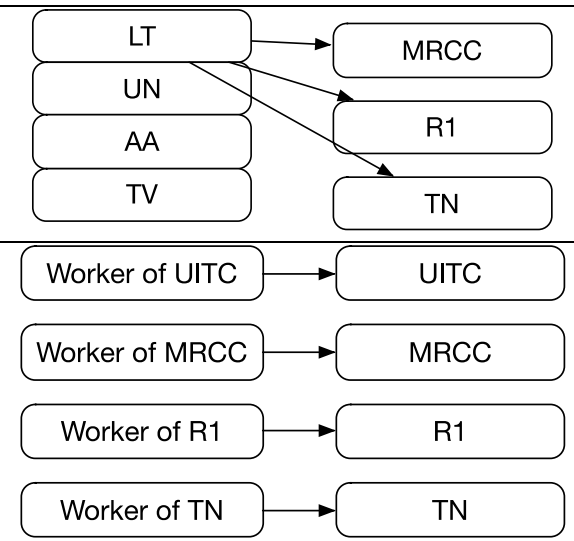 LT
MRCC
UN
R1
AA
TV
TN
Worker of UITC
UITC
Worker of MRCC
MRCC
Worker of R1
R1
Worker of TN
TN